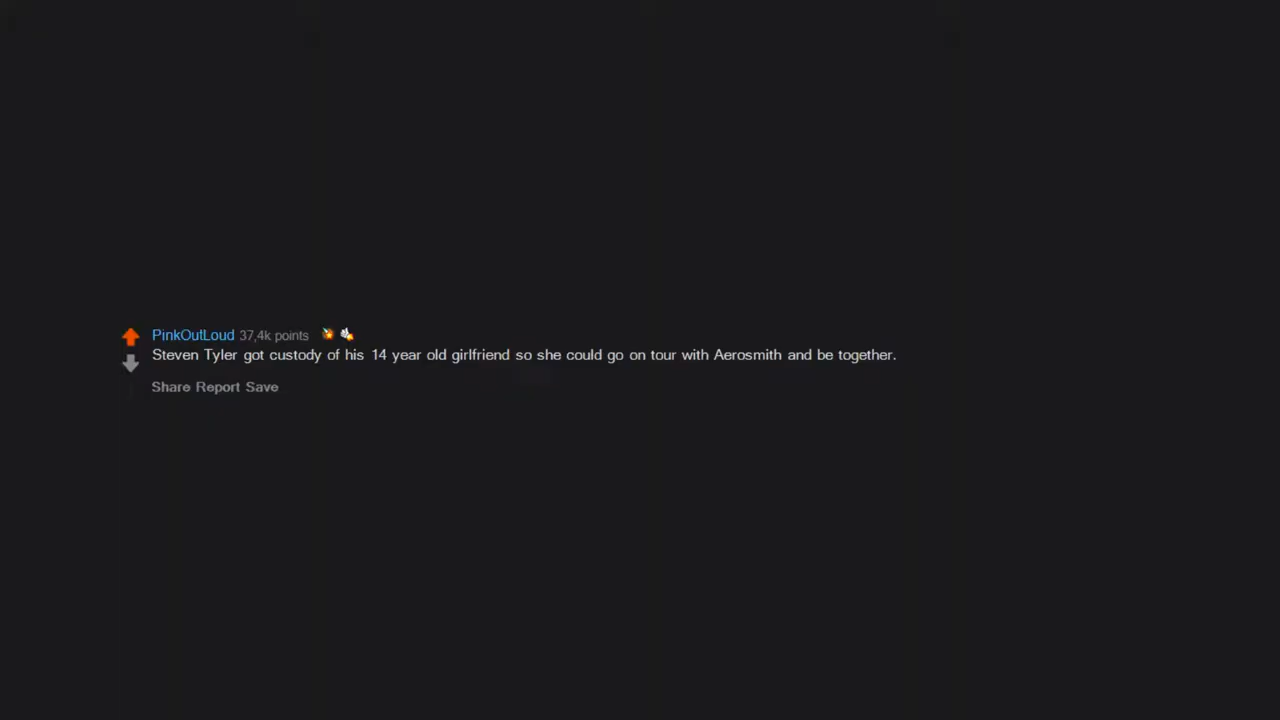 PinkOutLoud 37,4k points
Steven Tyler got custody of his 14 year old girlfriend so she could go on tour with Aerosmith and be together.
Share Report Save